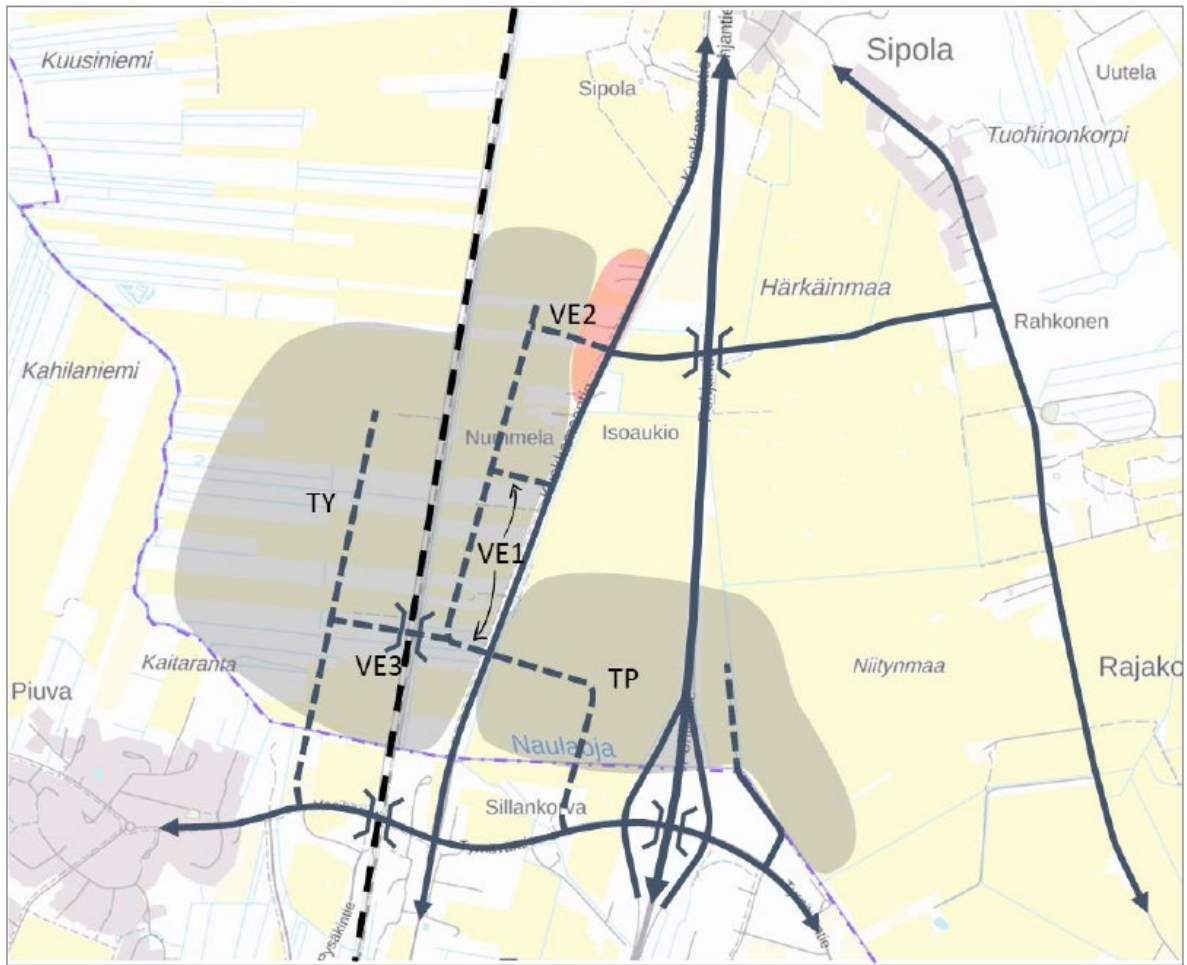 Kuusiniemi
Sipola
Sipola
Uutela
Tuohinonkorpi
Härkäinmaa
VE2
Rahkonen
Kahilaniemi
Nummela
Isoaukio
TY
VE1
VE3
TP
Kaitaranta
Niitynmaa
Piuva
Rajako
Naulaoja
Sillankorva
Pysäkintie